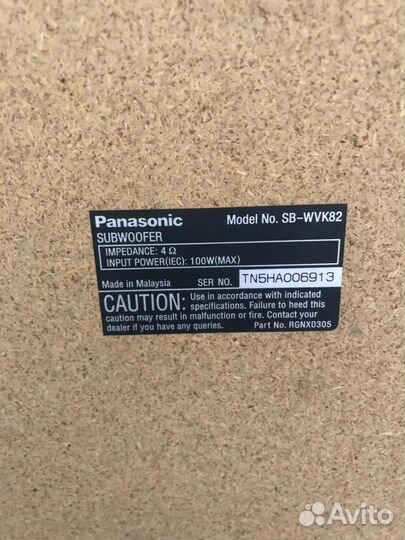 Panasonic Model No. SB-WVK82
SUBWOOFER
IMPEDANCE: 4 Ω
INPUT POWER(IEC): 100W(MAX)
Made in Malaysia SER NO. TN5HA006913
CAUTION: Use in accordance with indicated
specifications. Failure to heed this
caution may result in malfunction or fire. Contact your
dealer if you have any queries. Part No. RGNX0305
Avito